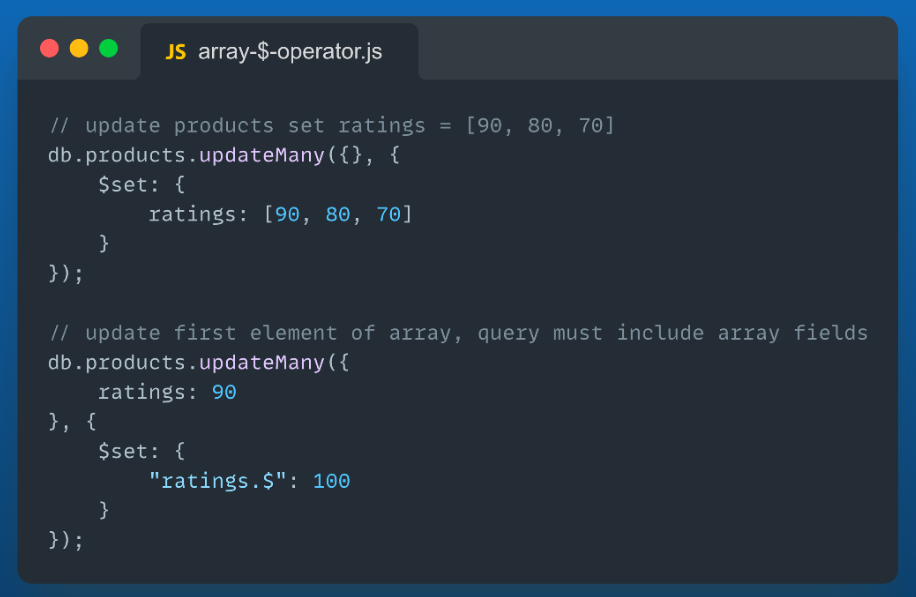 JS array-$-operator.js
// update products set ratings = [90, 80, 70]
db.products.updateMany({}, {
    $set: {
        ratings: [90, 80, 70]
    }
});

// update first element of array, query must include array fields
db.products.updateMany({
    ratings: 90
}, {
    $set: {
        "ratings.$": 100
    }
});